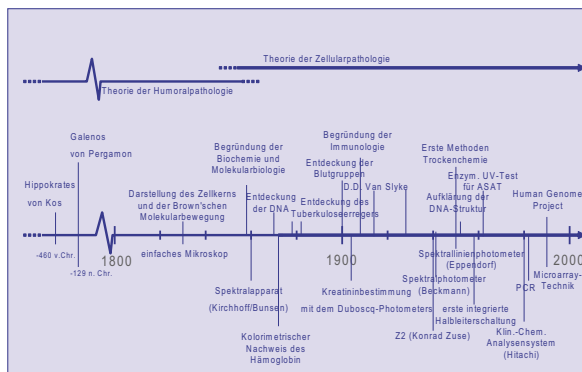 Theorie der Zellularpathologie
Theorie der Humoralpathologie
Galenos
von Pergamon
Hippokrates
von Kos
Darstellung des Zellkerns
und der Brown'schen
Molekularbewegung
Begründung der
Biochemie und
Molekularbiologie
Entdeckung
der DNA
Begründung der
Immunologie
Entdeckung der
Blutgruppen
D.D. Van Slyke
Entdeckung des
Tuberkuloseerregers
Erste Methoden
Trockenchemie
Enzym. UV-Test
für ASAT
Aufklärung der
DNA-Struktur
Human Genome
Project
-460 v.Chr.
-129 n. Chr.
1800
1900
2000
einfaches Mikroskop
Spektralapparat
(Kirchhoff/Bunsen)
Kolorimetrischer
Nachweis des
Hämoglobin
Kreatininbestimmung
mit dem Duboscq-Photometers
Spektrallinienphotometer
(Eppendorf)
Spektralphotometer
(Beckmann)
Z2 (Konrad Zuse)
erste integrierte
Halbleiterschaltung
Klin.-Chem.
Analysensystem
(Hitachi)
PCR
Microarray-
Technik